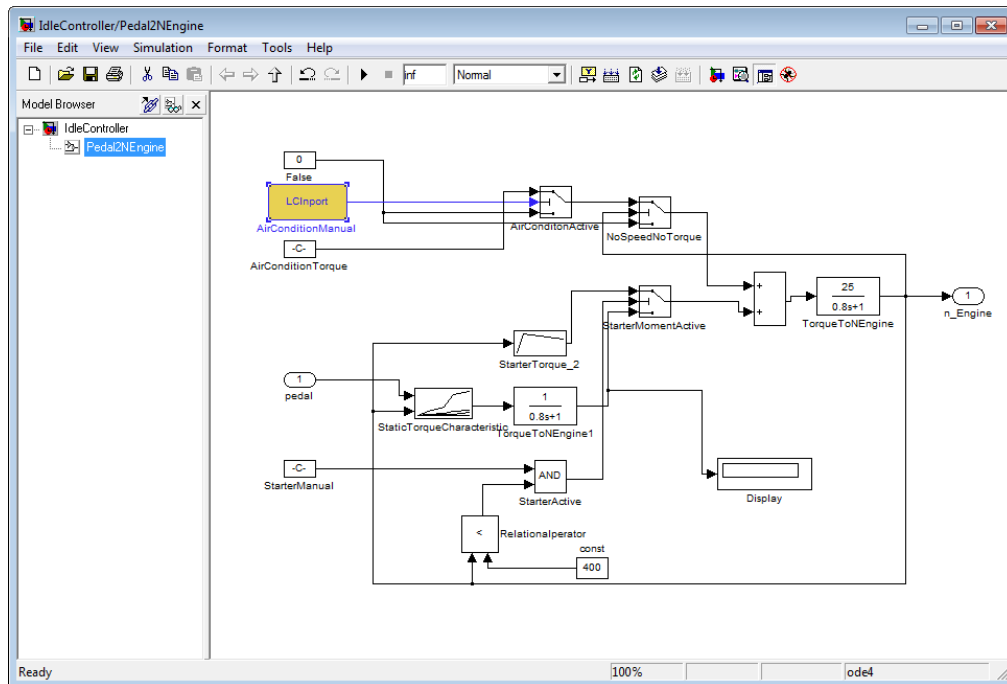 IdleController/Pedal2NEngine
File Edit View Simulation Format Tools Help
inf Normal
Model Browser
IdleController
Pedal2NEngine
0
False
LCInport
AirConditionManual
-C-
AirConditionTorque
AirConditonActive
NoSpeedNoTorque
+
+
25
0.8s+1
TorqueToNEngine
1
n_Engine
StarterMomentActive
StarterTorque_2
1
pedal
StaticTorqueCharacteristic
1
0.8s+1
TorqueToNEngine1
-C-
StarterManual
AND
StarterActive
Display
<
Relationalperator
const
400
Ready 100% ode4